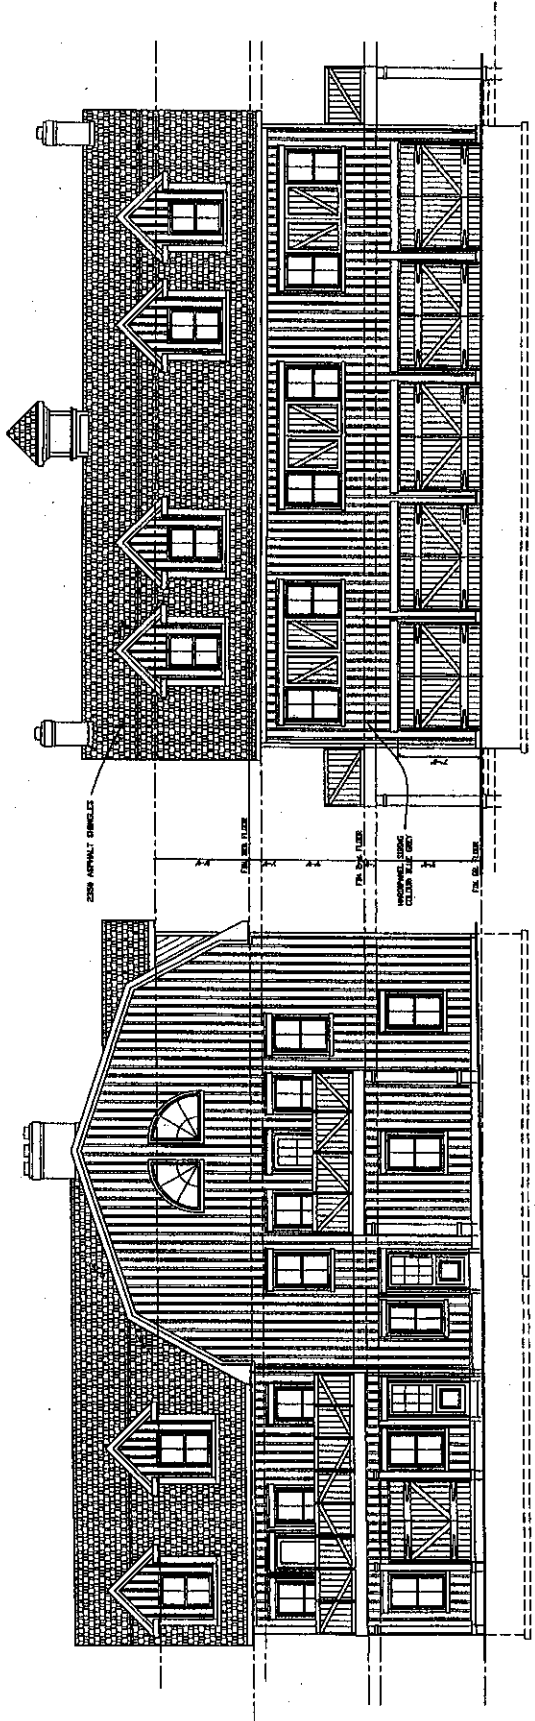 235# ASPHALT SHINGLES
FIN. 3RD FLOOR
FIN. 2ND FLOOR
HARDIPANEL SIDING
COLOUR BLUE GREY
FIN. GR. FLOOR